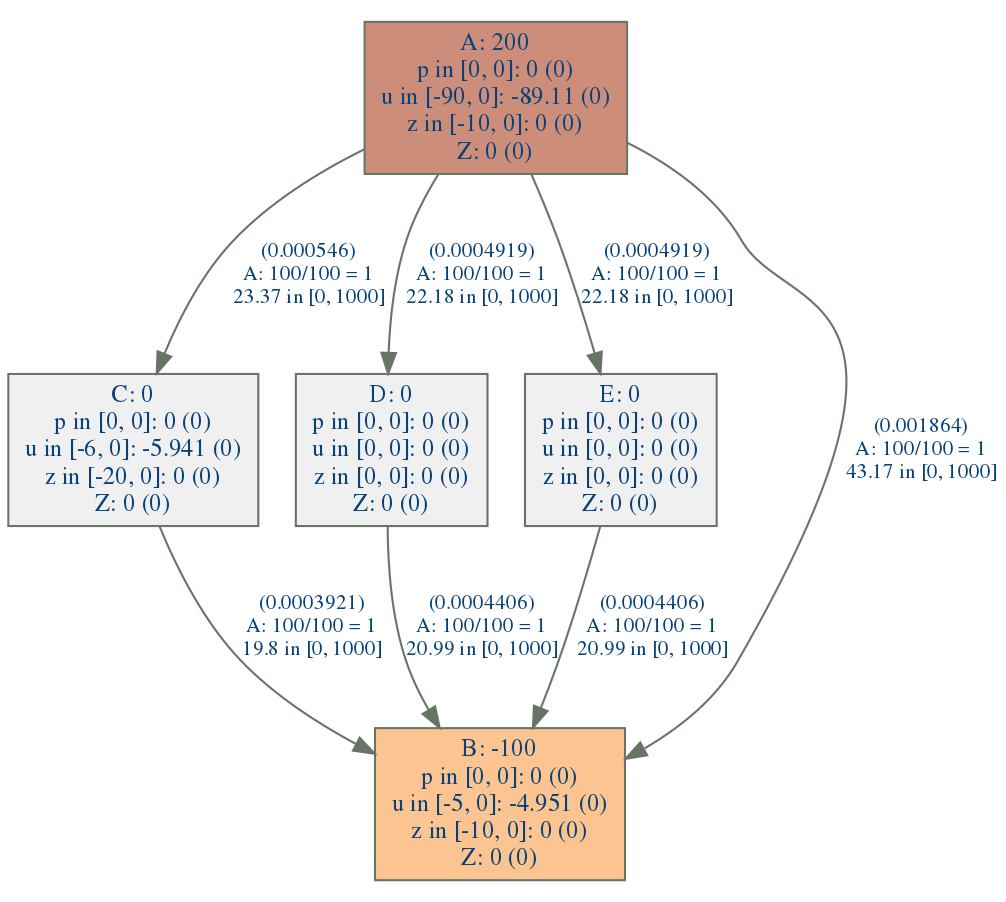 A: 200
p in [0, 0]: 0 (0)
u in [-90, 0]: -89.11 (0)
z in [-10, 0]: 0 (0)
Z: 0 (0)
(0.000546)
A: 100/100 = 1
23.37 in [0, 1000]
(0.0004919)
A: 100/100 = 1
22.18 in [0, 1000]
(0.0004919)
A: 100/100 = 1
22.18 in [0, 1000]
(0.001864)
A: 100/100 = 1
43.17 in [0, 1000]
C: 0
p in [0, 0]: 0 (0)
u in [-6, 0]: -5.941 (0)
z in [-20, 0]: 0 (0)
Z: 0 (0)
D: 0
p in [0, 0]: 0 (0)
u in [0, 0]: 0 (0)
z in [0, 0]: 0 (0)
Z: 0 (0)
E: 0
p in [0, 0]: 0 (0)
u in [0, 0]: 0 (0)
z in [0, 0]: 0 (0)
Z: 0 (0)
(0.0003921)
A: 100/100 = 1
19.8 in [0, 1000]
(0.0004406)
A: 100/100 = 1
20.99 in [0, 1000]
(0.0004406)
A: 100/100 = 1
20.99 in [0, 1000]
B: -100
p in [0, 0]: 0 (0)
u in [-5, 0]: -4.951 (0)
z in [-10, 0]: 0 (0)
Z: 0 (0)